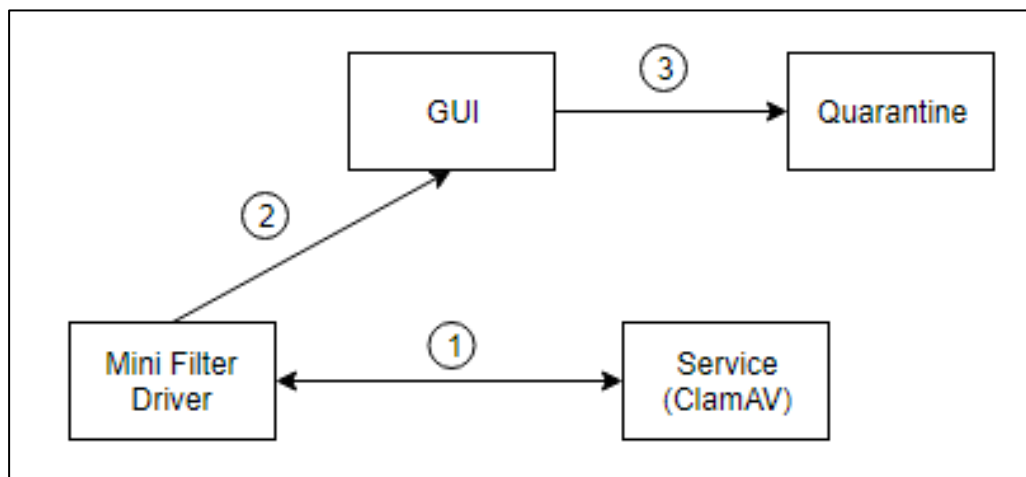 GUI
3
Quarantine
2
Mini Filter
Driver
1
Service
(ClamAV)